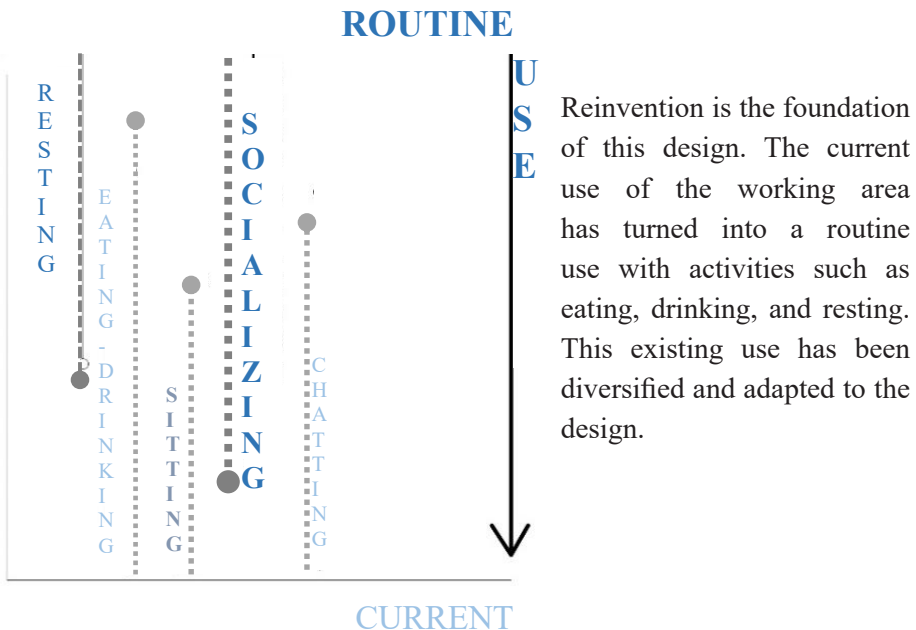 ROUTINE
USE
RESTING
EATING-DRINKING
SITTING
SOCIALIZING
CHATTING
CURRENT
Reinvention is the foundation
of this design. The current
use of the working area
has turned into a routine
use with activities such as
eating, drinking, and resting.
This existing use has been
diversified and adapted to the
design.